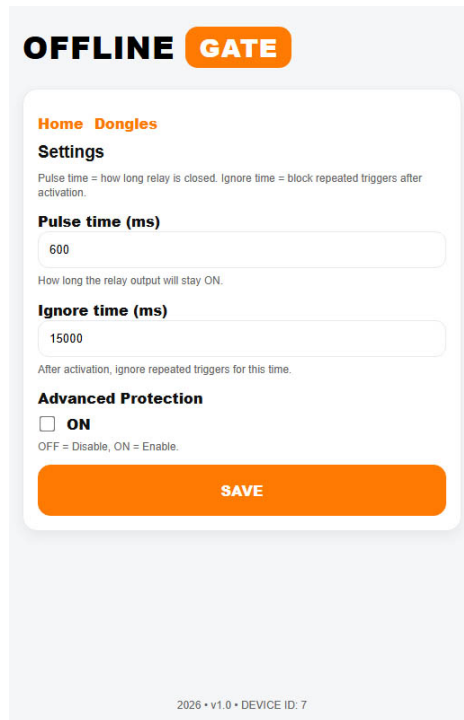 OFFLINE GATE
Home Dongles
Settings
Pulse time = how long relay is closed. Ignore time = block repeated triggers after
activation.
Pulse time (ms)
600
How long the relay output will stay ON.
Ignore time (ms)
15000
After activation, ignore repeated triggers for this time.
Advanced Protection
ON
OFF = Disable, ON = Enable.
SAVE
2026 • v1.0 • DEVICE ID: 7